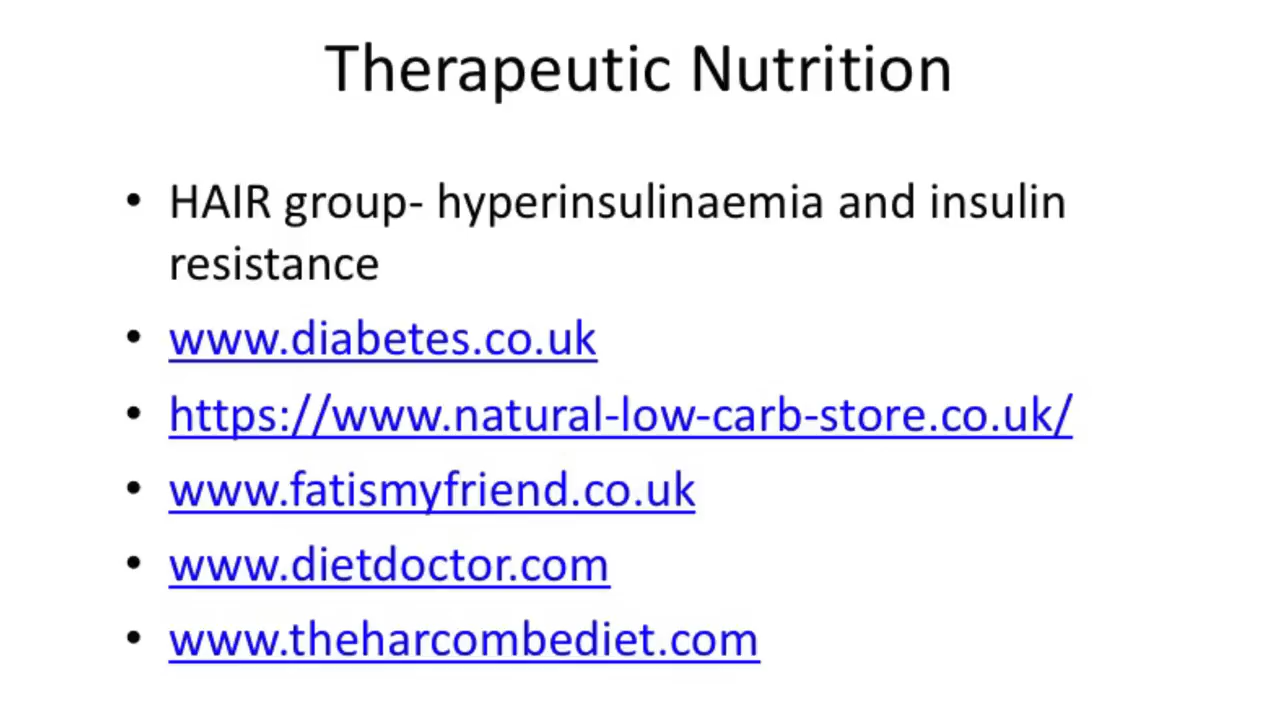 Therapeutic Nutrition
• HAIR group- hyperinsulinaemia and insulin
resistance
• www.diabetes.co.uk
• https://www.natural-low-carb-store.co.uk/
• www.fatismyfriend.co.uk
• www.dietdoctor.com
• www.theharcombediet.com